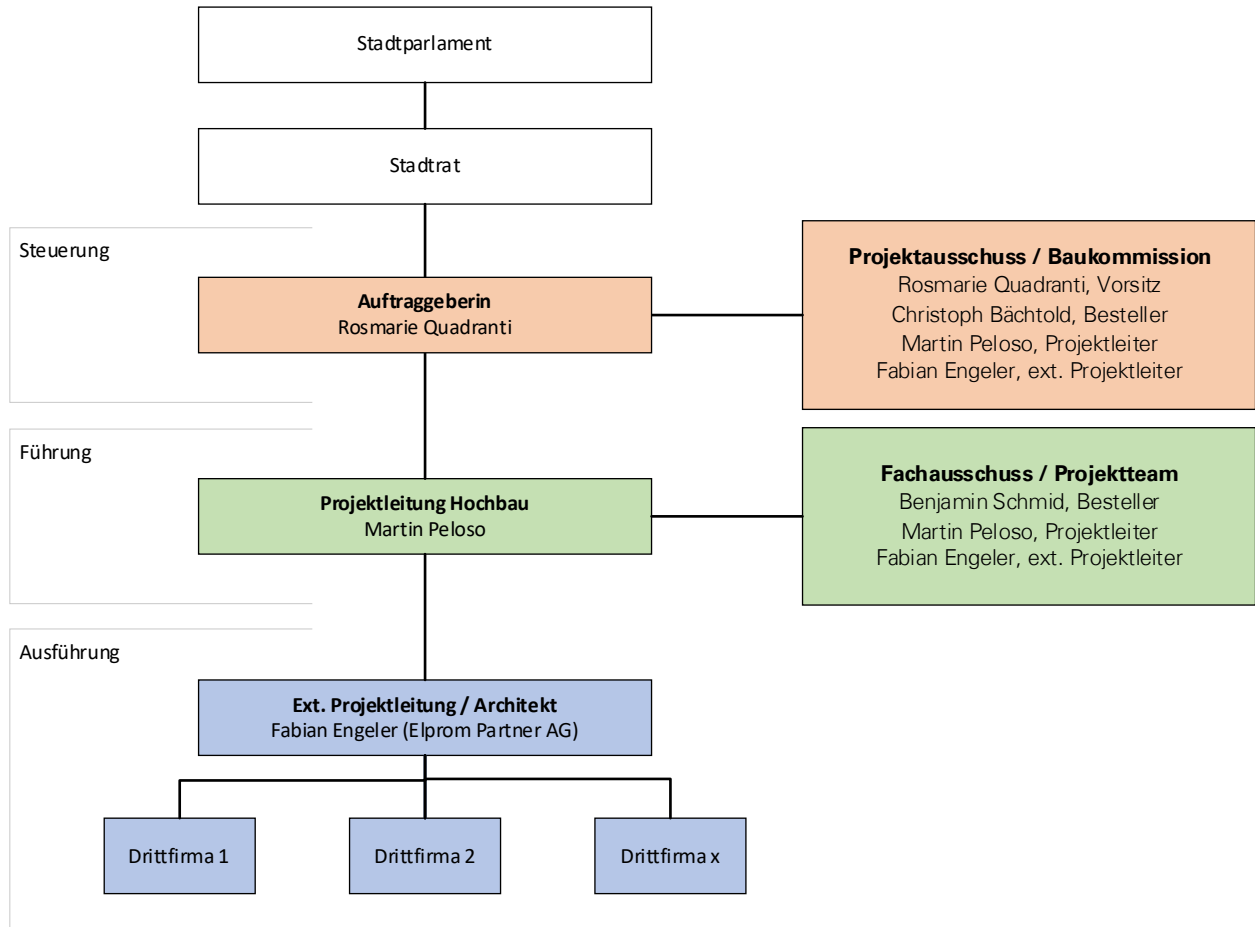 Stadtparlament
Stadtrat
Steuerung
Auftraggeberin
Rosmarie Quadranti
Projektausschuss / Baukommission
Rosmarie Quadranti, Vorsitz
Christoph Bächtold, Besteller
Martin Peloso, Projektleiter
Fabian Engeler, ext. Projektleiter
Führung
Projektleitung Hochbau
Martin Peloso
Fachausschuss / Projektteam
Benjamin Schmid, Besteller
Martin Peloso, Projektleiter
Fabian Engeler, ext. Projektleiter
Ausführung
Ext. Projektleitung / Architekt
Fabian Engeler (Elprom Partner AG)
Drittfirma 1
Drittfirma 2
Drittfirma x